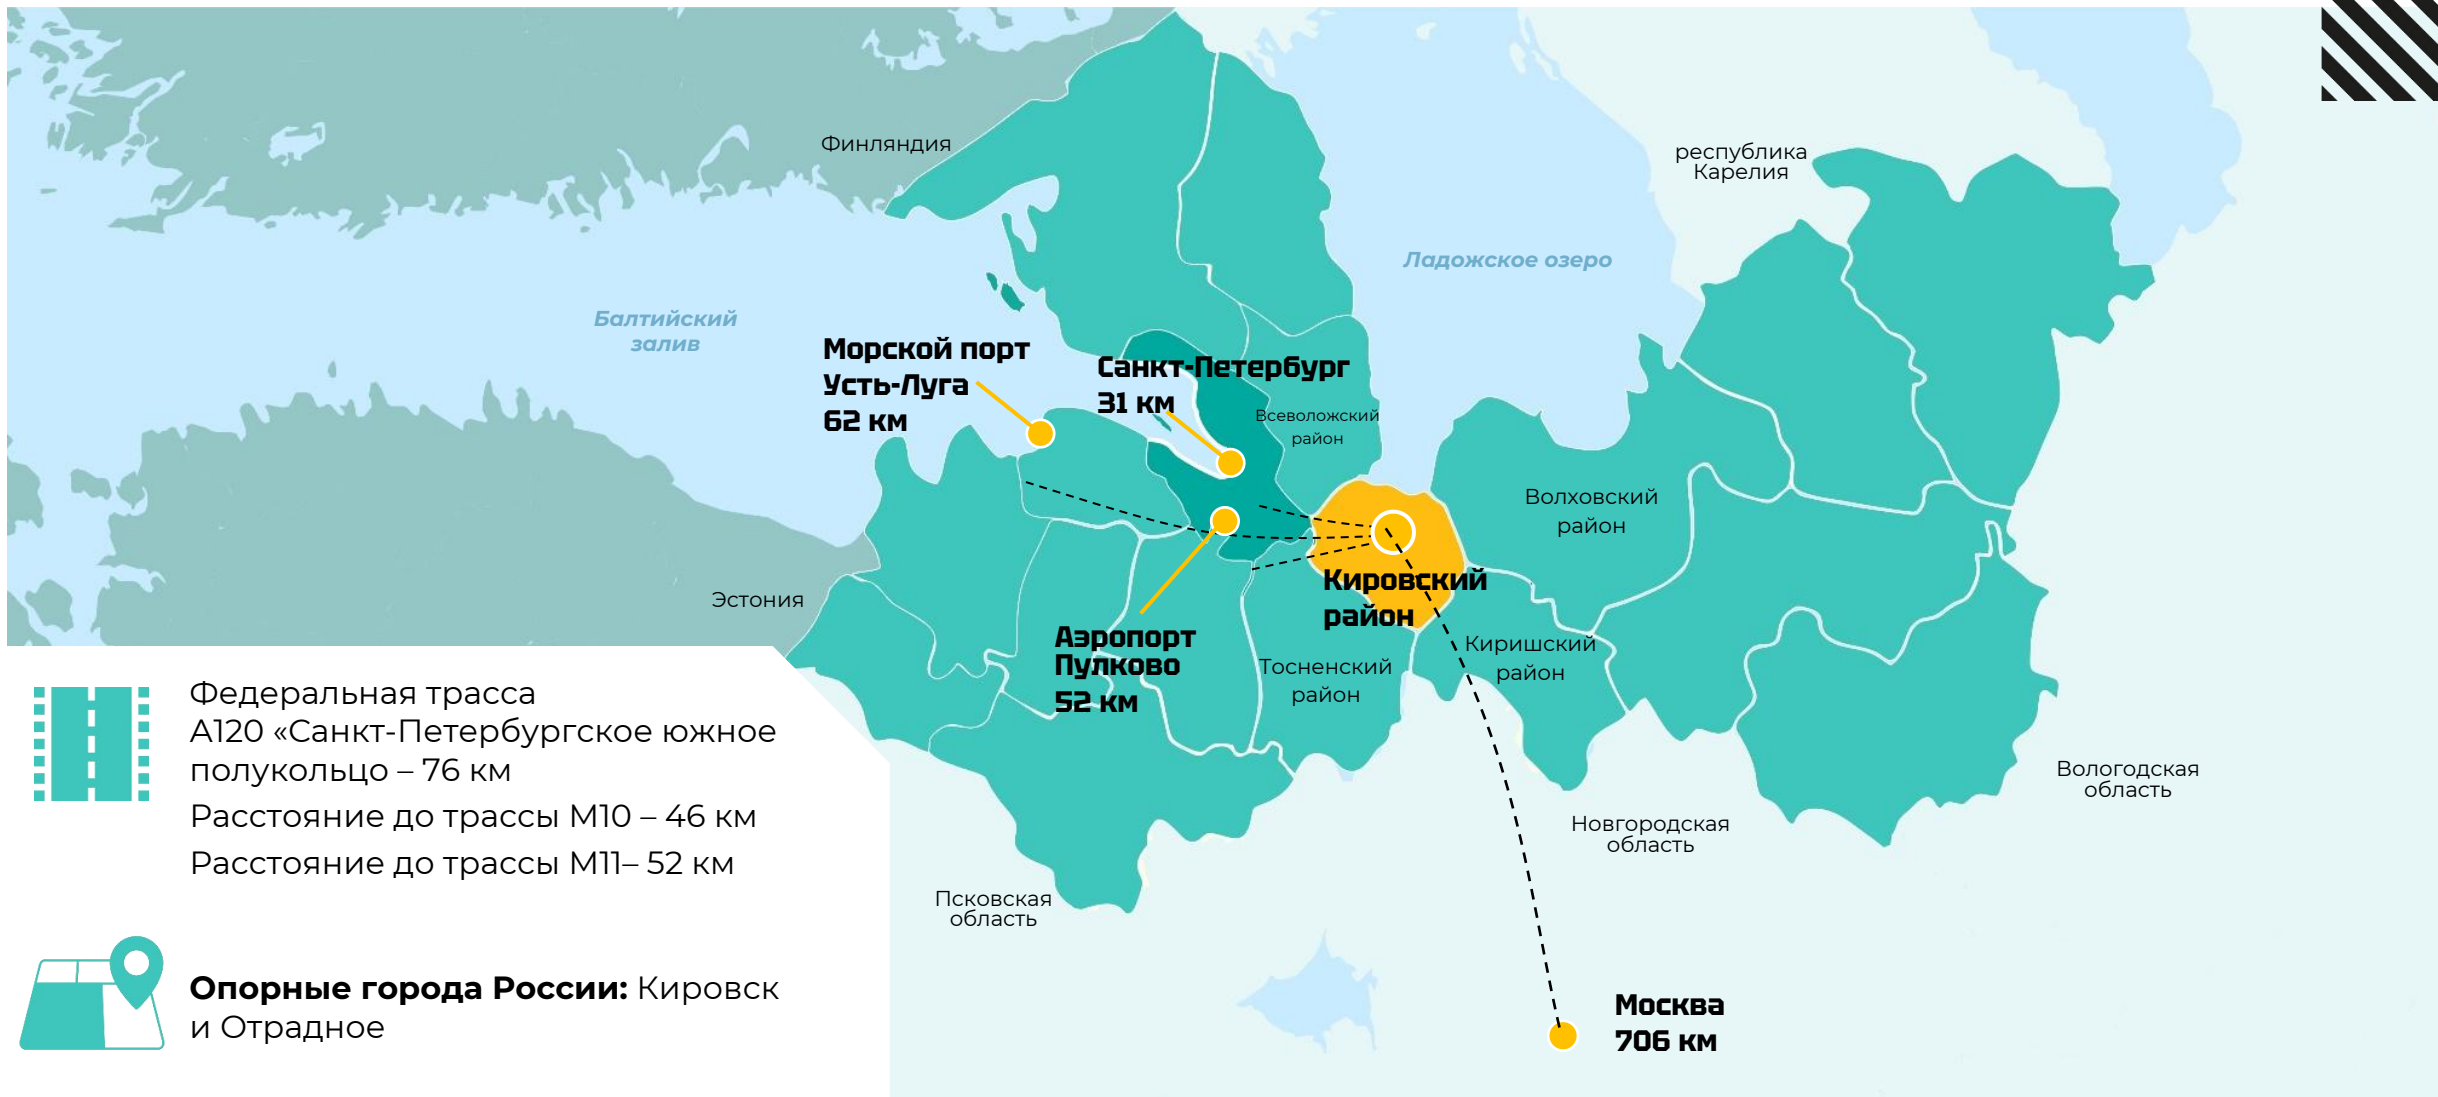 Финляндия
республика
Карелия
Ладожское озеро
Балтийский
залив
Морской порт
Усть-Луга
62 км
Санкт-Петербург
31 км
Всеволожский
район
Волховский
район
Кировский
район
Эстония
Аэропорт
Пулково
52 км
Тосненский
район
Киришский
район
Федеральная трасса
А120 «Санкт-Петербургское южное
полукольцо – 76 км
Расстояние до трассы М10 – 46 км
Расстояние до трассы М11– 52 км
Вологодская
область
Новгородская
область
Псковская
область
Опорные города России: Кировск
и Отрадное
Москва
706 км